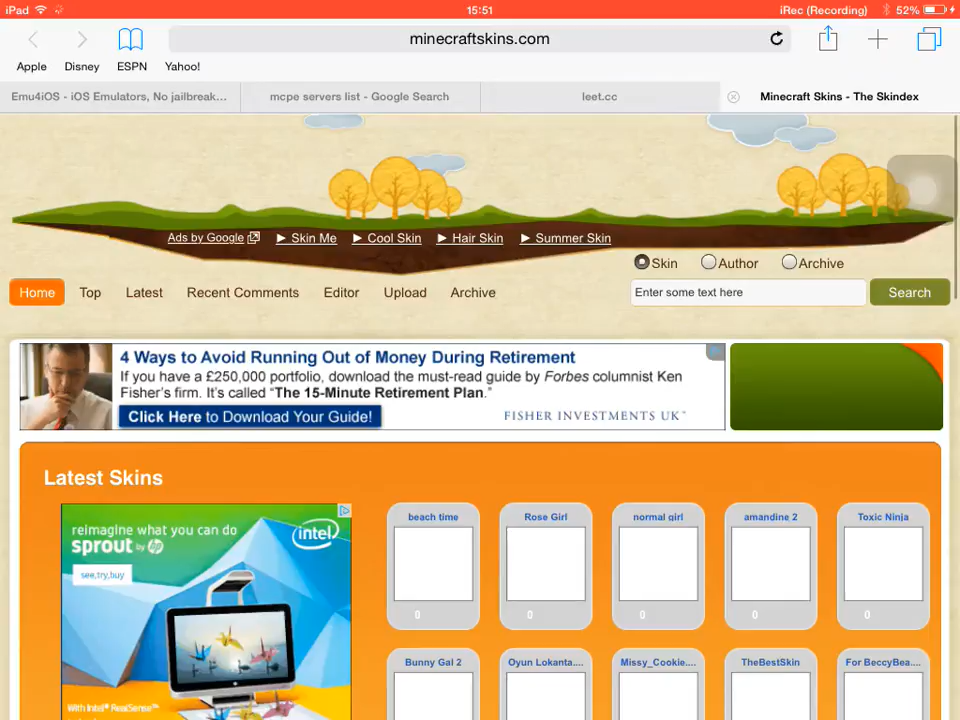 iPad 15:51 iRec (Recording) 52%
minecraftskins.com
Apple Disney ESPN Yahoo!
Emu4iOS - iOS Emulators, No jailbreak... mcpe servers list - Google Search leet.cc Minecraft Skins - The Skindex
Ads by Google Skin Me Cool Skin Hair Skin Summer Skin
Skin Author Archive
Home Top Latest Recent Comments Editor Upload Archive Enter some text here Search
4 Ways to Avoid Running Out of Money During Retirement
If you have a £250,000 portfolio, download the must-read guide by Forbes columnist Ken
Fisher's firm. It's called "The 15-Minute Retirement Plan."
Click Here to Download Your Guide! FISHER INVESTMENTS UK™
Latest Skins
reimagine what you can do
sprout by hp
intel
see,try,buy
With Intel® RealSense™
beach time Rose Girl normal girl amandine 2 Toxic Ninja
0 0 0 0 0
Bunny Gal 2 Oyun Lokanta.... Missy_Cookie.... TheBestSkin For BeccyBea....